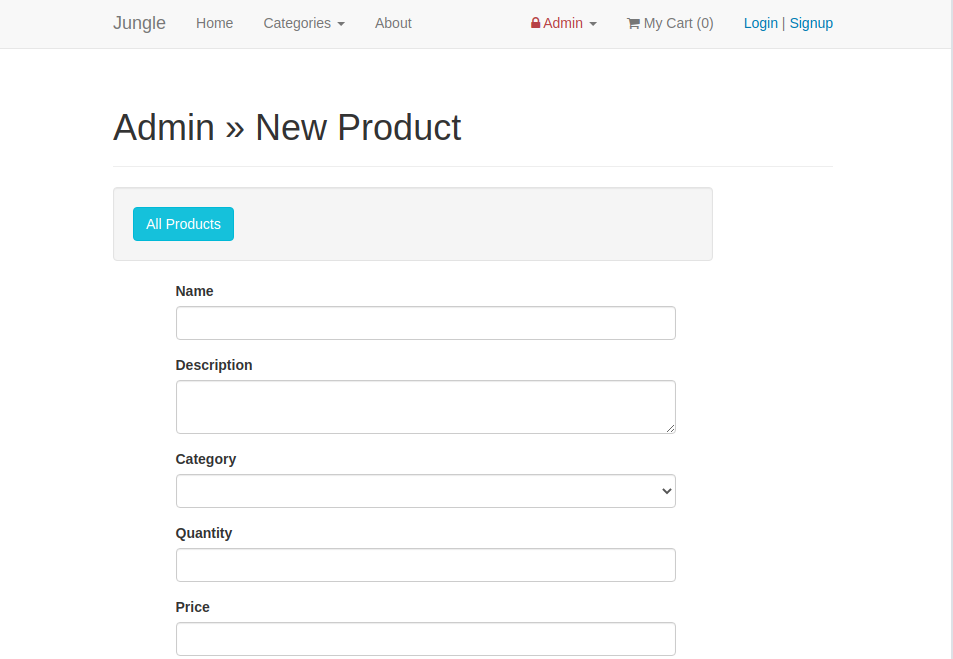 Jungle Home Categories About Admin My Cart (0) Login | Signup
Admin » New Product
All Products
Name
Description
Category
Quantity
Price